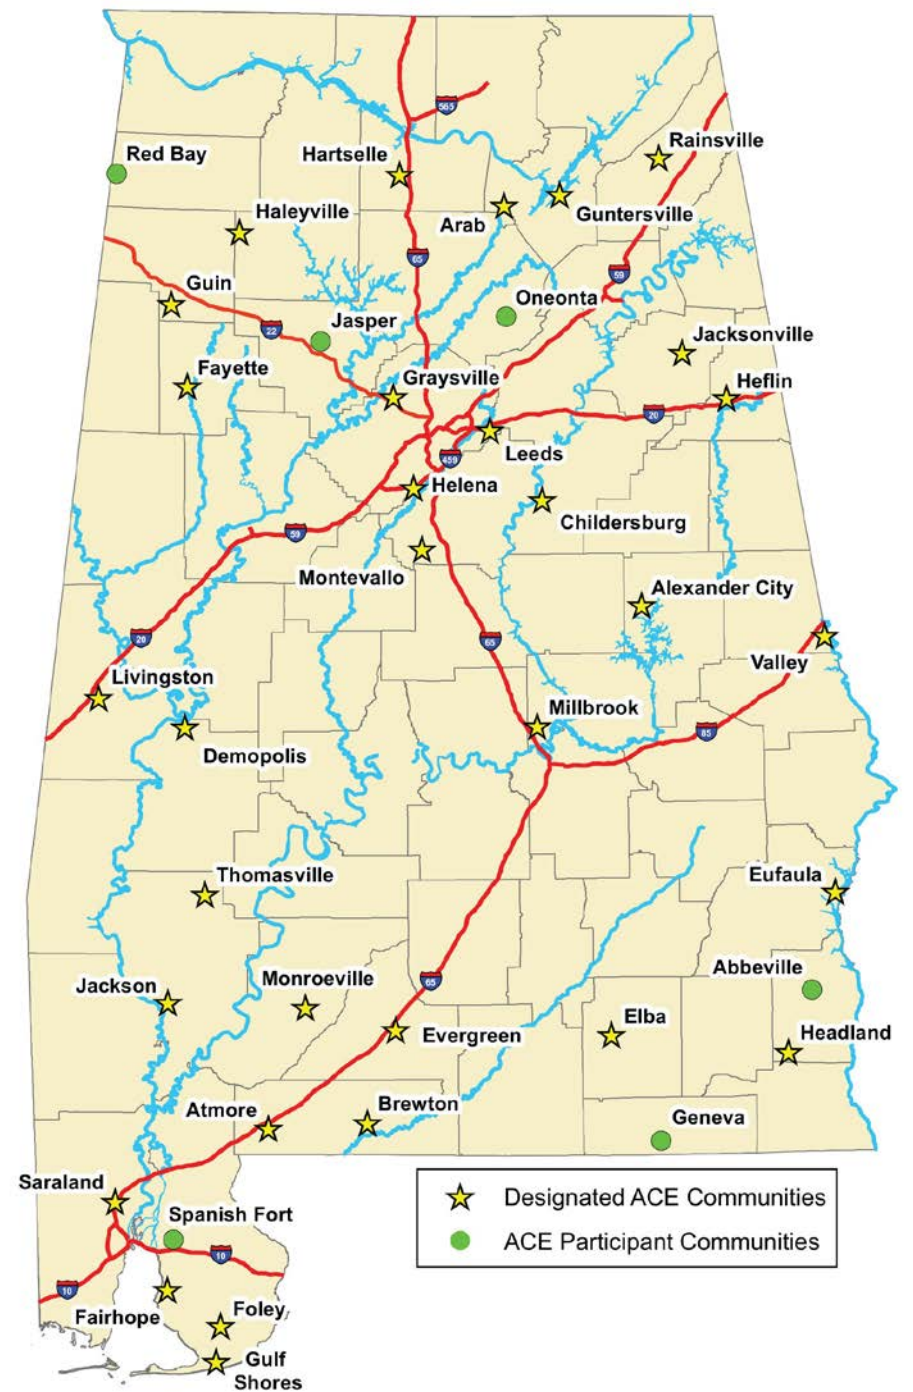 565
Rainsville
Red Bay
Hartselle
Guntersville
Haleyville
Arab
65
59
Guin
Oneonta
Jasper
22
Jacksonville
Fayette
Graysville
Heflin
20
Leeds
459
Helena
Childersburg
59
Montevallo
Alexander City
20
65
Valley
Livingston
Millbrook
85
Demopolis
Thomasville
Eufaula
Abbeville
65
Monroeville
Jackson
Elba
Evergreen
Headland
Atmore
Brewton
Geneva
Saraland
Designated ACE Communities
Spanish Fort
ACE Participant Communities
10
10
Fairhope
Foley
Gulf
Shores